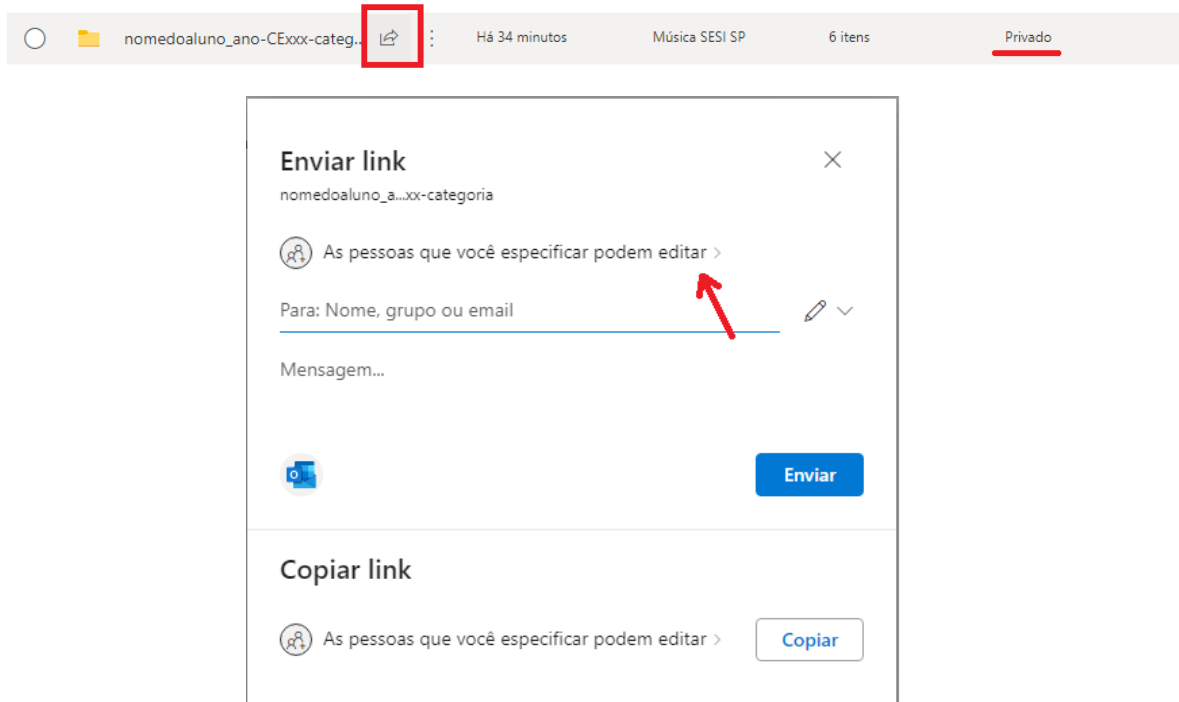 nomedoaluno_ano-CExxx-categ... Há 34 minutos Música SESI SP 6 itens Privado
Enviar link
nomedoaluno_a...xx-categoria
As pessoas que você especificar podem editar
Para: Nome, grupo ou email
Mensagem...
Enviar
Copiar link
As pessoas que você especificar podem editar
Copiar